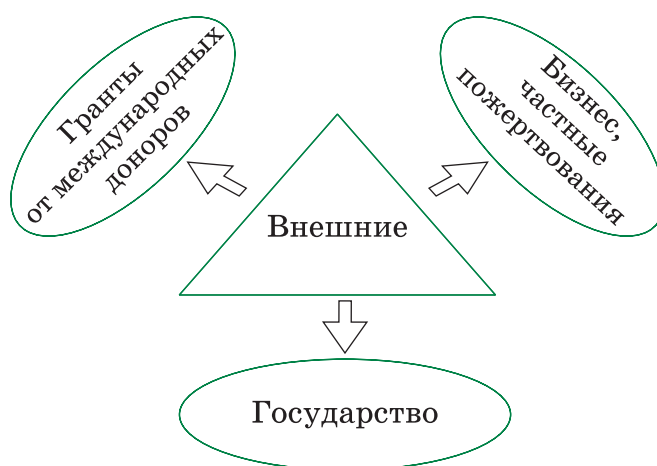 Гранты
от международных
доноров
Бизнес,
частные
пожертвования
Внешние
Государство